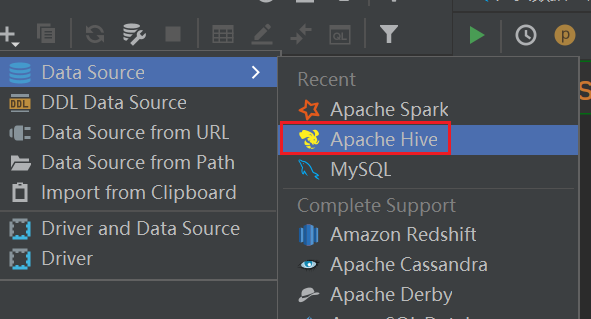 QL
p
Data Source
DDL Data Source
Data Source from URL
Data Source from Path
Import from Clipboard
Driver and Data Source
Driver
Recent
Apache Spark
Apache Hive
MySQL
Complete Support
Amazon Redshift
Apache Cassandra
Apache Derby